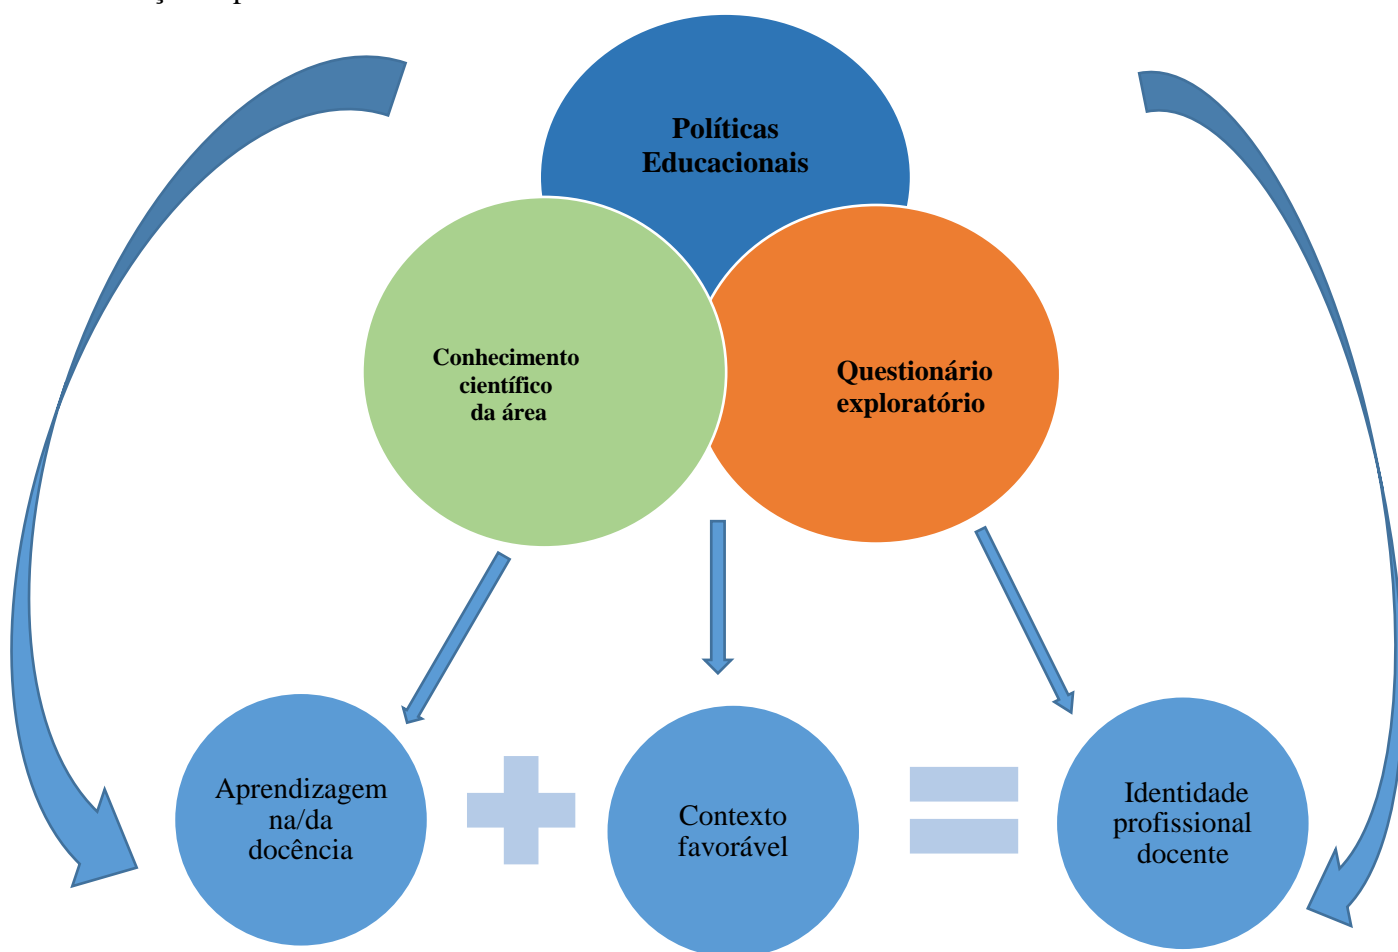 Políticas
Educacionais
Conhecimento
científico
da área
Questionário
exploratório
Aprendizagem
na/da
docência
Contexto
favorável
Identidade
profissional
docente